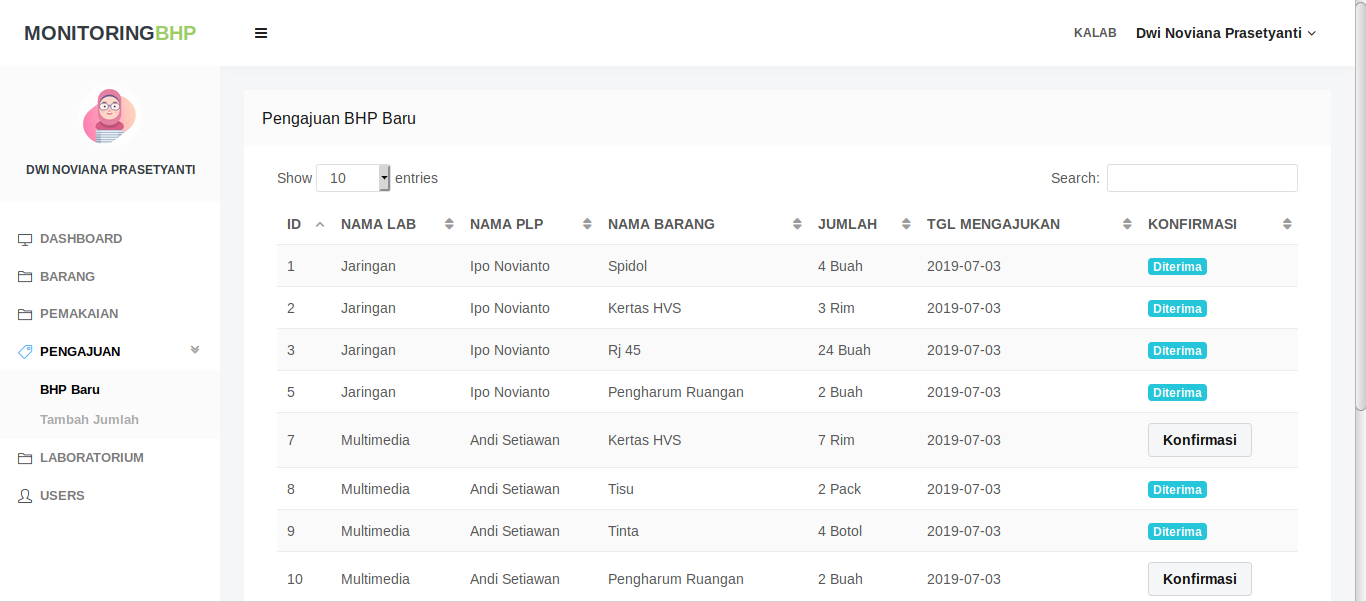 MONITORINGBHP
KALAB Dwi Noviana Prasetyanti
DWI NOVIANA PRASETYANTI
DASHBOARD
BARANG
PEMAKAIAN
PENGAJUAN
BHP Baru
Tambah Jumlah
LABORATORIUM
USERS
Pengajuan BHP Baru
Show 10 entries Search:
ID NAMA LAB NAMA PLP NAMA BARANG JUMLAH TGL MENGAJUKAN KONFIRMASI
1 Jaringan Ipo Novianto Spidol 4 Buah 2019-07-03 Diterima
2 Jaringan Ipo Novianto Kertas HVS 3 Rim 2019-07-03 Diterima
3 Jaringan Ipo Novianto Rj 45 24 Buah 2019-07-03 Diterima
5 Jaringan Ipo Novianto Pengharum Ruangan 2 Buah 2019-07-03 Diterima
7 Multimedia Andi Setiawan Kertas HVS 7 Rim 2019-07-03 Konfirmasi
8 Multimedia Andi Setiawan Tisu 2 Pack 2019-07-03 Diterima
9 Multimedia Andi Setiawan Tinta 4 Botol 2019-07-03 Diterima
10 Multimedia Andi Setiawan Pengharum Ruangan 2 Buah 2019-07-03 Konfirmasi